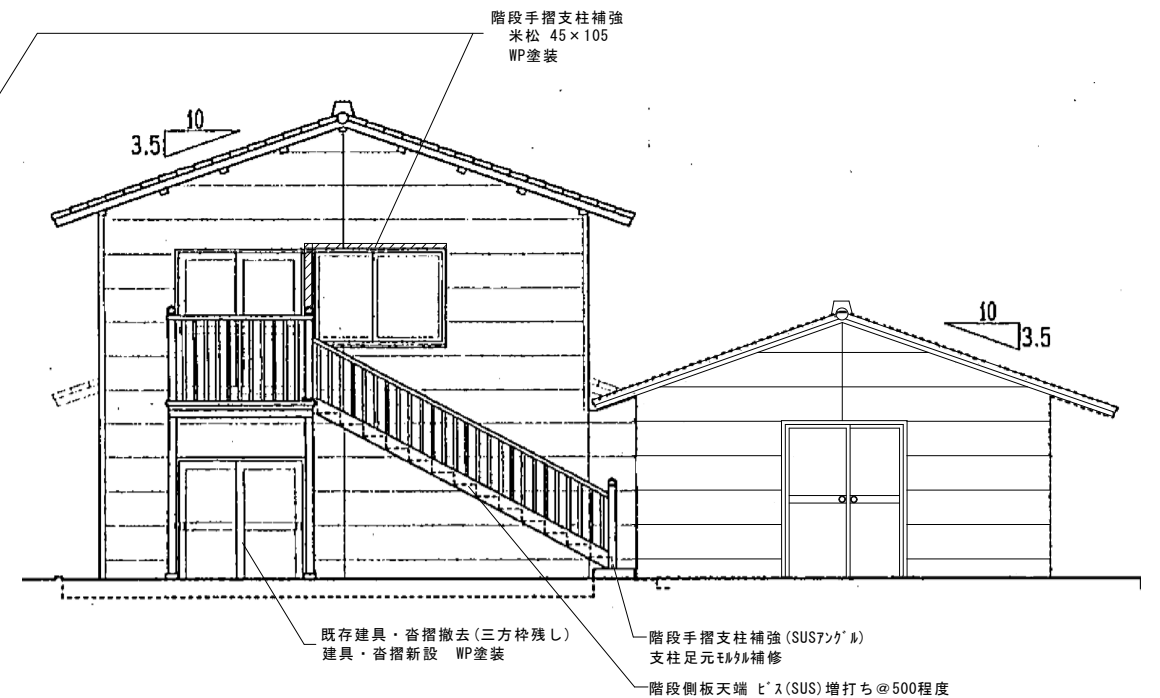 階段手摺支柱補強
米松 45×105
WP塗装
10
3.5
10
3.5
既存建具・沓摺撤去(三方枠残し)
建具・沓摺新設 WP塗装
階段手摺支柱補強(SUSｱﾝｸﾞﾙ)
支柱足元ﾓﾙﾀﾙ補修
階段側板天端 ﾋﾞｽ(SUS)増打ち@500程度